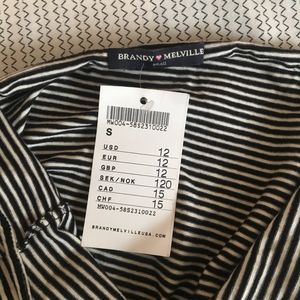 BRANDY ♥ MELVILLE
MW004-58S2310022
S
USD 12
EUR 12
GBP 12
SEK/NOK 120
CAD 15
CHF 15
MW004-58S2310022
BRANDYMELVILLEUSA.COM